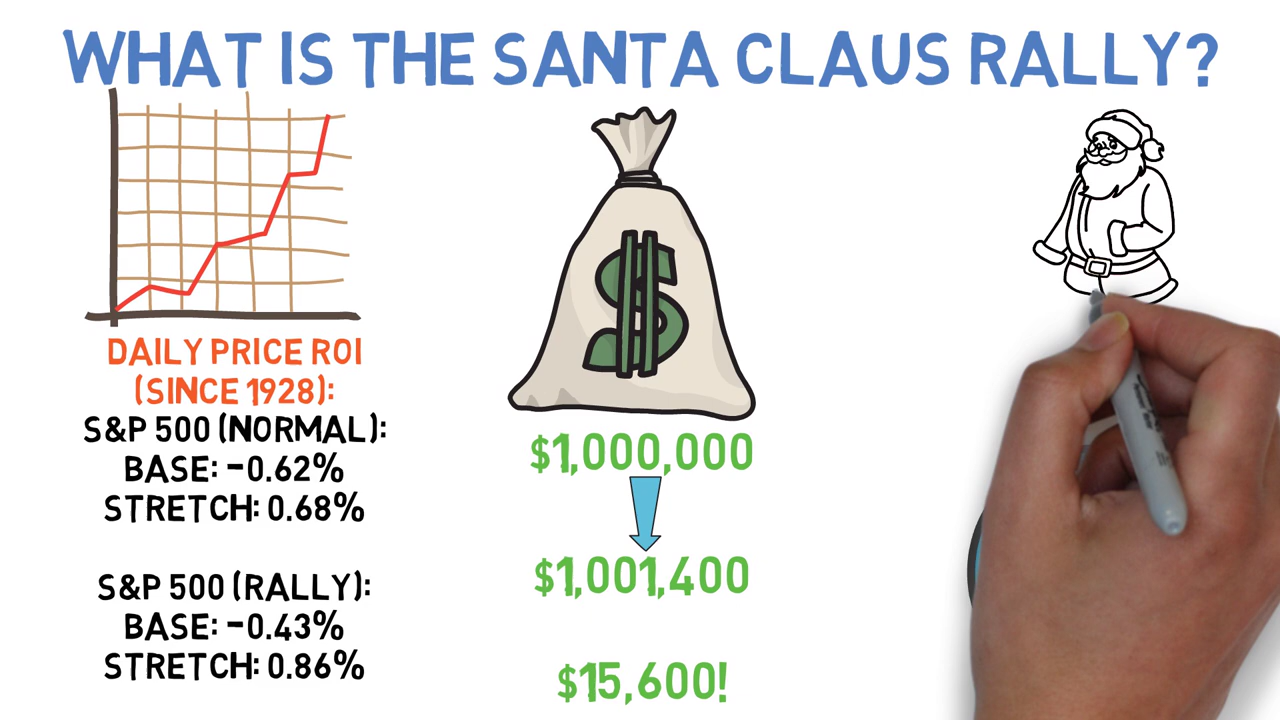 WHAT IS THE SANTA CLAUS RALLY?
DAILY PRICE ROI
(SINCE 1928):
S&P 500 (NORMAL):
BASE: -0.62%
STRETCH: 0.68%
S&P 500 (RALLY):
BASE: -0.43%
STRETCH: 0.86%
$
$1,000,000
$1,001,400
$15,600!